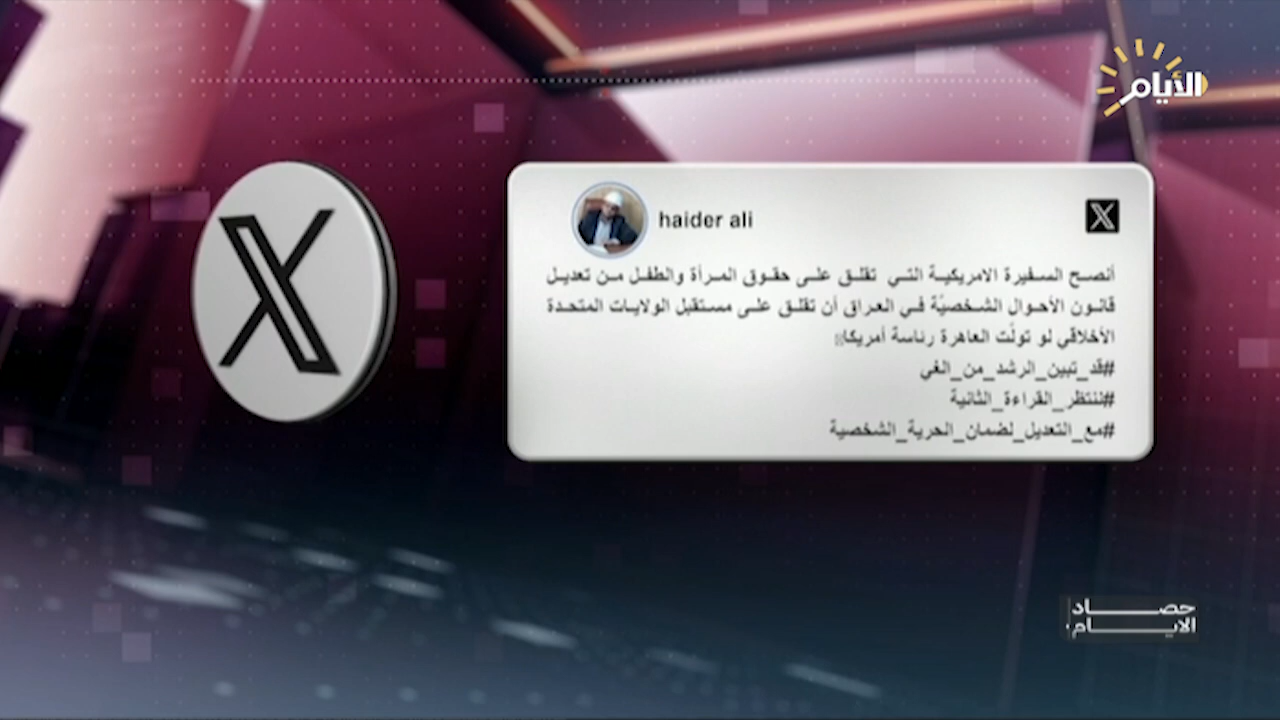 الأيام
haider ali
أنصح السفيرة الامريكية التي تقلق على حقوق المرأة والطفل من تعديل
قانون الأحوال الشخصيّة في العراق أن تقلق على مستقبل الولايات المتحدة
الأخلاقي لو تولّت العاهرة رئاسة أمريكا
#قد_تبين_الرشد_من_الغي
#ننتظر_القراءة_الثانية
#مع_التعديل_لضمان_الحرية_الشخصية
حصاد
الايام